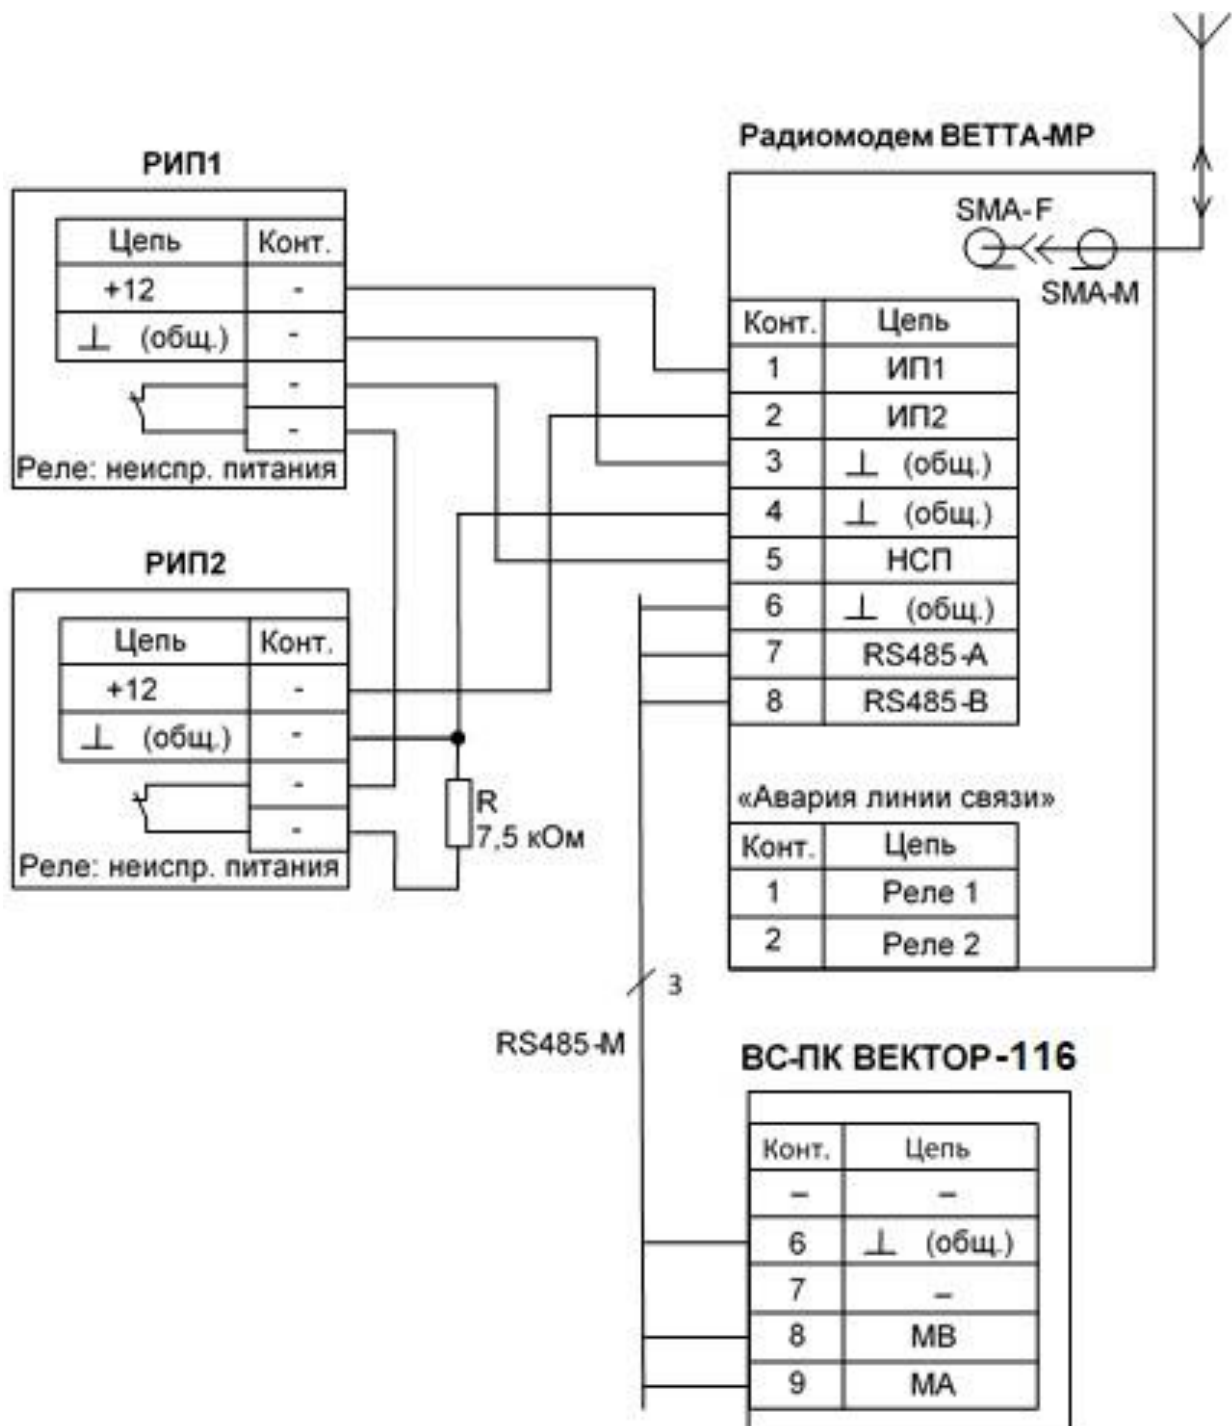 РИП1
Цепь Конт.
+12 -
⊥ (общ.) -
-
-
Реле: неиспр. питания
РИП2
Цепь Конт.
+12 -
⊥ (общ.) -
-
-
Реле: неиспр. питания
R
7,5 кОм
Радиомодем ВЕТТА-МР
SMA-F
SMA-M
Конт. Цепь
1 ИП1
2 ИП2
3 ⊥ (общ.)
4 ⊥ (общ.)
5 НСП
6 ⊥ (общ.)
7 RS485-A
8 RS485-B
«Авария линии связи»
Конт. Цепь
1 Реле 1
2 Реле 2
3
RS485-M
ВС-ПК ВЕКТОР-116
Конт. Цепь
– –
6 ⊥ (общ.)
7 –
8 МВ
9 МА